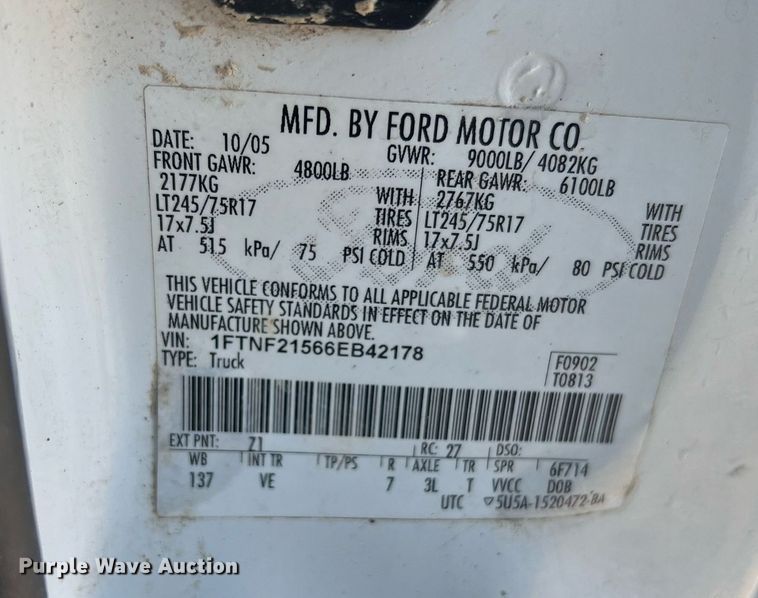 MFD. BY FORD MOTOR CO.
DATE: 10/05 GVWR: 9000LB/ 4082KG
FRONT GAWR: 4800LB REAR GAWR: 6100LB
2177KG WITH 2767KG WITH
LT245/75R17 TIRES LT245/75R17 TIRES
17x7.5J RIMS 17x7.5J RIMS
AT 515 kPa/ 75 PSI COLD AT 550 kPa/ 80 PSI COLD
THIS VEHICLE CONFORMS TO ALL APPLICABLE FEDERAL MOTOR
VEHICLE SAFETY STANDARDS IN EFFECT ON THE DATE OF
MANUFACTURE SHOWN ABOVE.
VIN: 1FTNF21566EB42178
TYPE: Truck
F0902
T0813
EXT PNT: Z1 RC: 27 DSO:
WB INT TR TP/PS R AXLE TR SPR 6F714
137 VE 7 3L T VVCC DOB
UTC ▽5U5A-1520472-BA
Ford
Purple Wave Auction